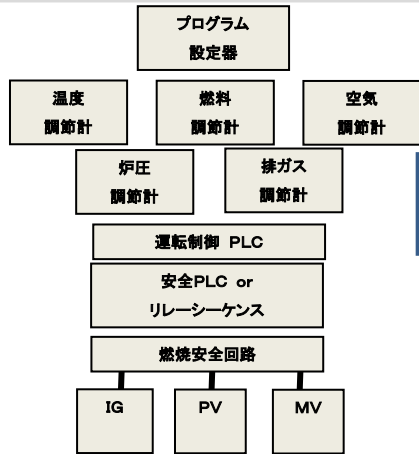 プログラム
設定器
温度
調節計
燃料
調節計
空気
調節計
炉圧
調節計
排ガス
調節計
運転制御 PLC
安全PLC or
リレーシーケンス
燃焼安全回路
IG
PV
MV